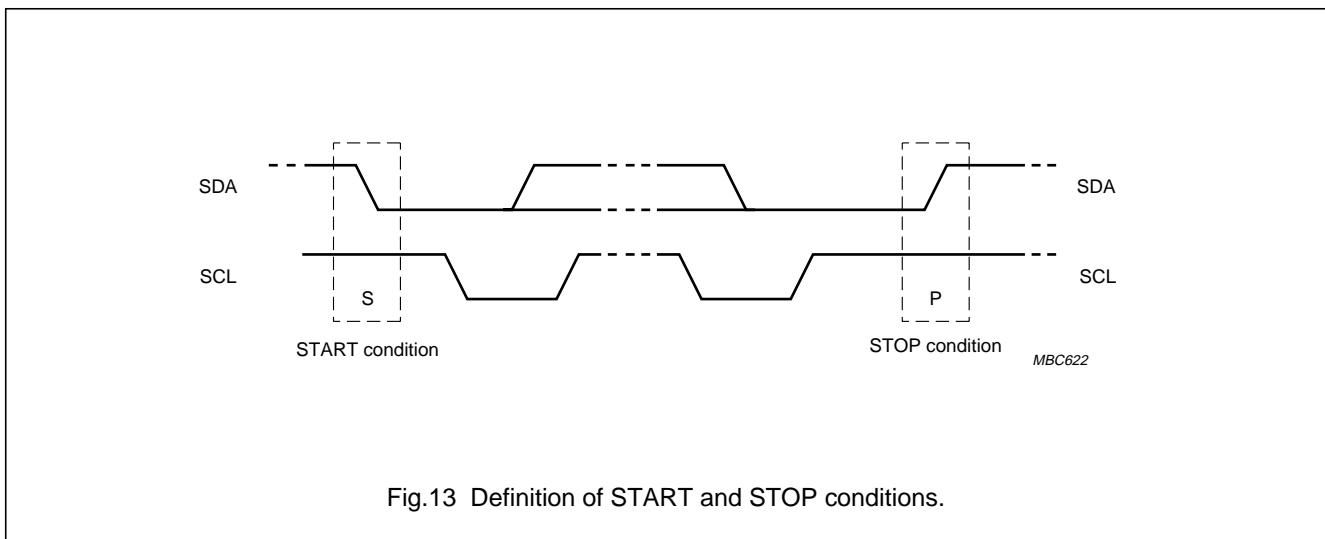 SDA SDA
SCL SCL
S P
START condition STOP condition
MBC622
Fig.13 Definition of START and STOP conditions.